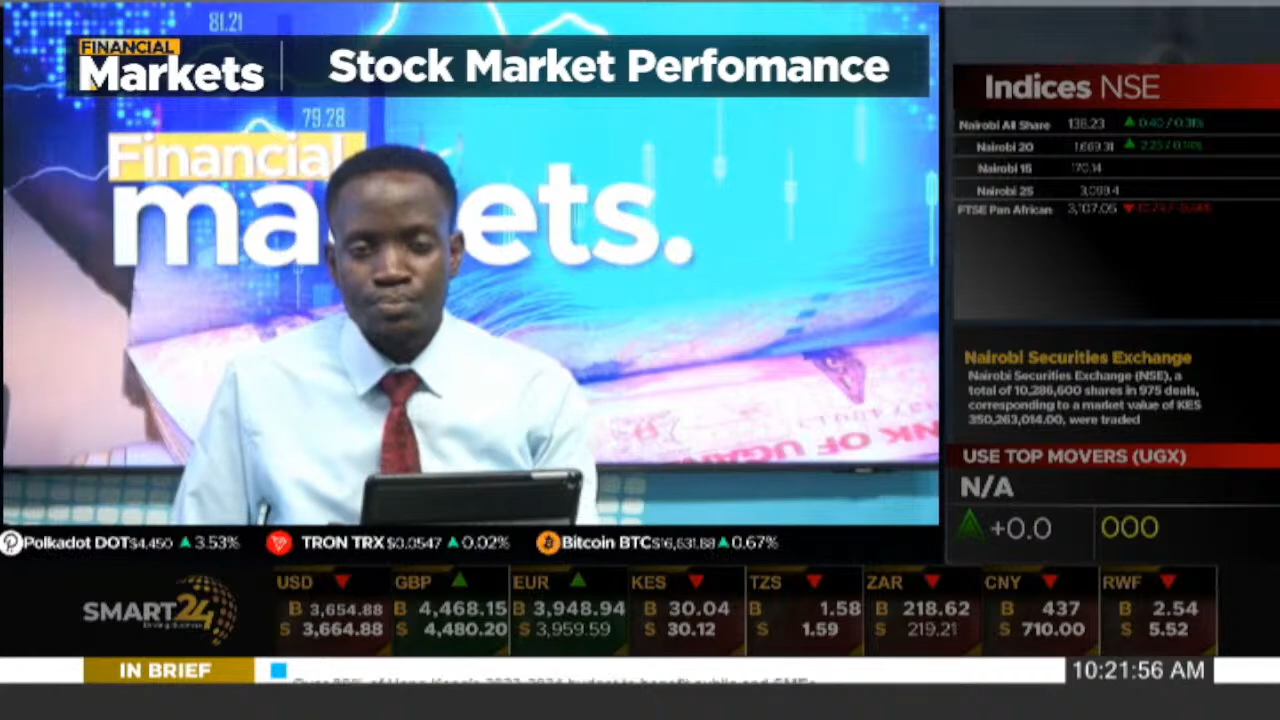 81.21
FINANCIAL
Markets
Stock Market Perfomance
79.28
Financial
ma ets.
NK OF UGAN
Indices NSE
Nairobi All Share 138.23
Nairobi 20 1,669.31
Nairobi 15 170.14
Nairobi 25 3,099.4
FTSE Pan African 3,107.05
Nairobi Securities Exchange
Nairobi Securities Exchange (NSE), a
total of 10,286,600 shares in 975 deals,
corresponding to a market value of KES
350,263,014.00, were traded
USE TOP MOVERS (UGX)
N/A
+0.0 000
Polkadot DOT $4.450 ▲ 3.53% TRON TRX $0.0547 ▲ 0.02% Bitcoin BTC $16,631.88 ▲ 0.67%
SMART24
USD ▼ GBP ▲ EUR ▲ KES ▼ TZS ▼ ZAR ▼ CNY ▼ RWF ▼
B 3,654.88 B 4,468.15 B 3,948.94 B 30.04 B 1.58 B 218.62 B 437 B 2.54
S 3,664.88 S 4,480.20 S 3,959.59 S 30.12 S 1.59 S 219.21 S 710.00 S 5.52
IN BRIEF
10:21:56 AM